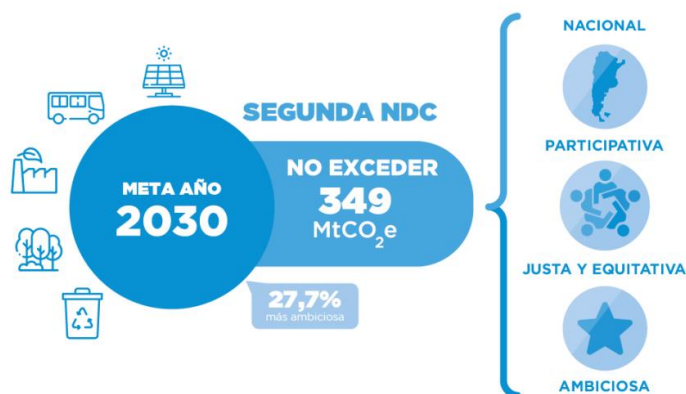 SEGUNDA NDC
META AÑO
2030
NO EXCEDER
349
MtCO₂e
27,7%
más ambiciosa
NACIONAL
PARTICIPATIVA
JUSTA Y EQUITATIVA
AMBICIOSA